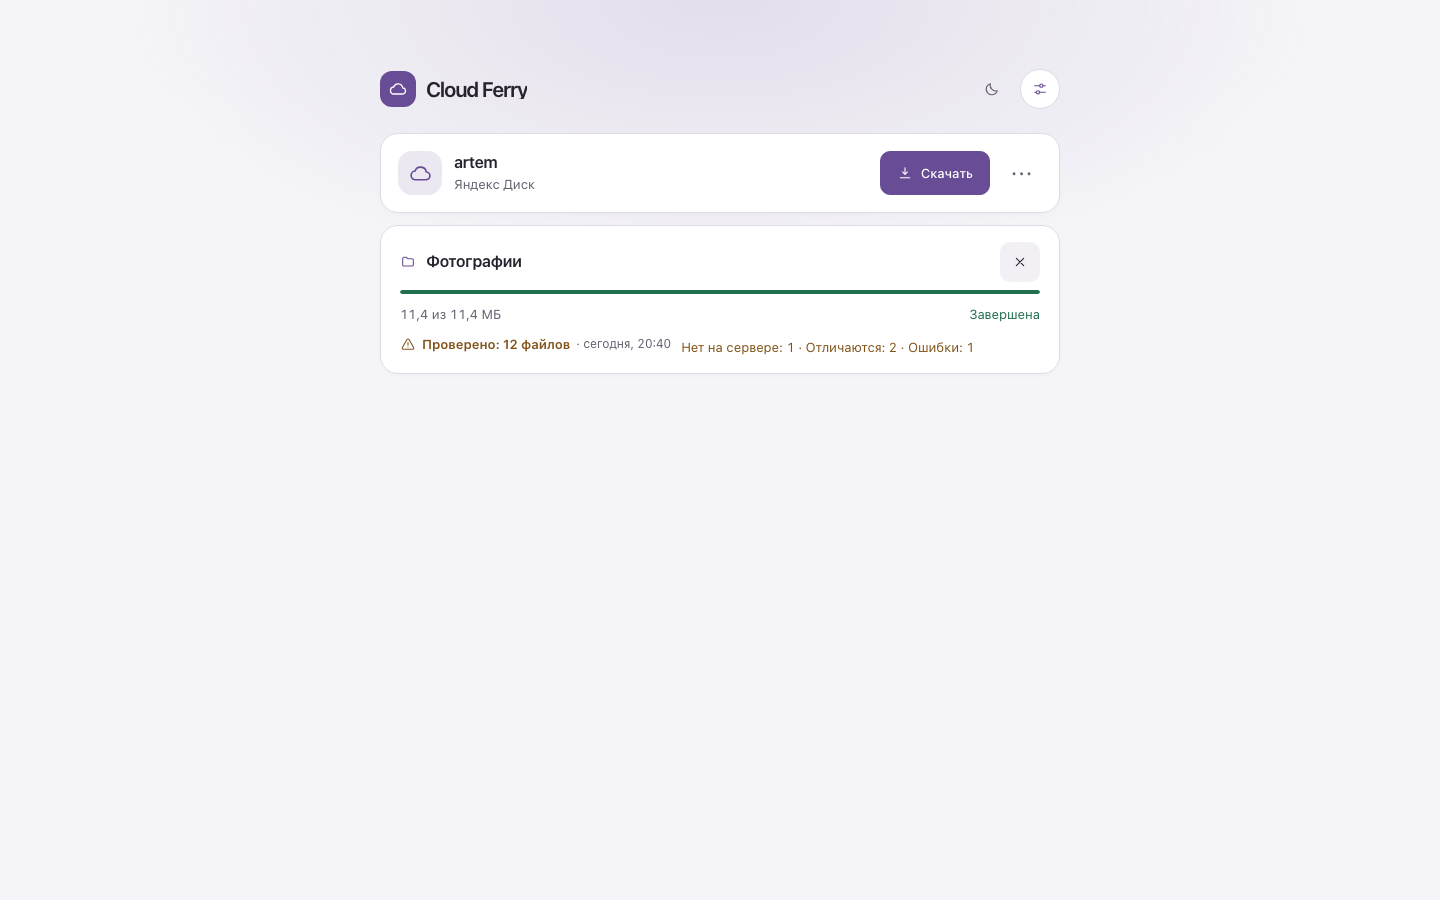 Cloud Ferry
artem
Яндекс Диск
Скачать
Фотографии
11,4 из 11,4 МБ
Завершена
Проверено: 12 файлов · сегодня, 20:40 Нет на сервере: 1 · Отличаются: 2 · Ошибки: 1